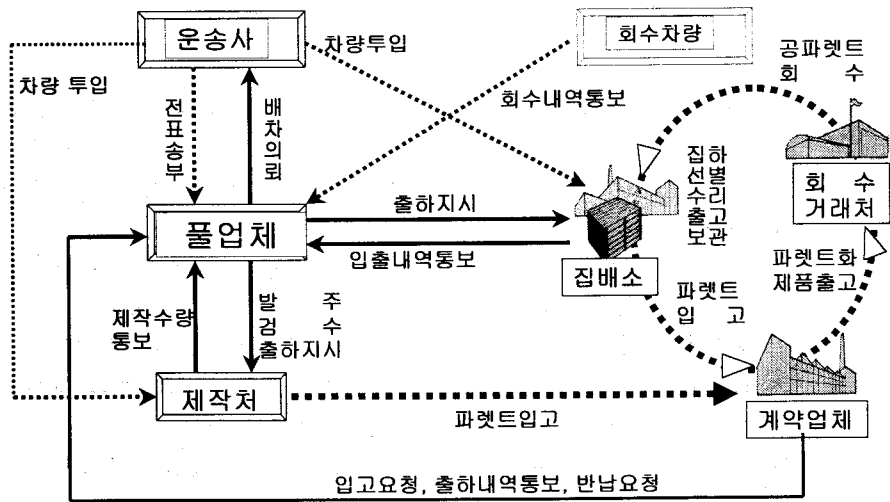 운송사
차량투입
회수차량
공파렛트
회 수
차량 투입
전표송부
배차의뢰
회수내역통보
집하
선별
수리
출고
보관
회 수
거래처
출하지시
풀업체
입출내역통보
집배소
파렛트화
제품출고
파렛트
입 고
제작수량
통보
발 주
검 수
출하지시
제작처
파렛트입고
계약업체
입고요청, 출하내역통보, 반납요청